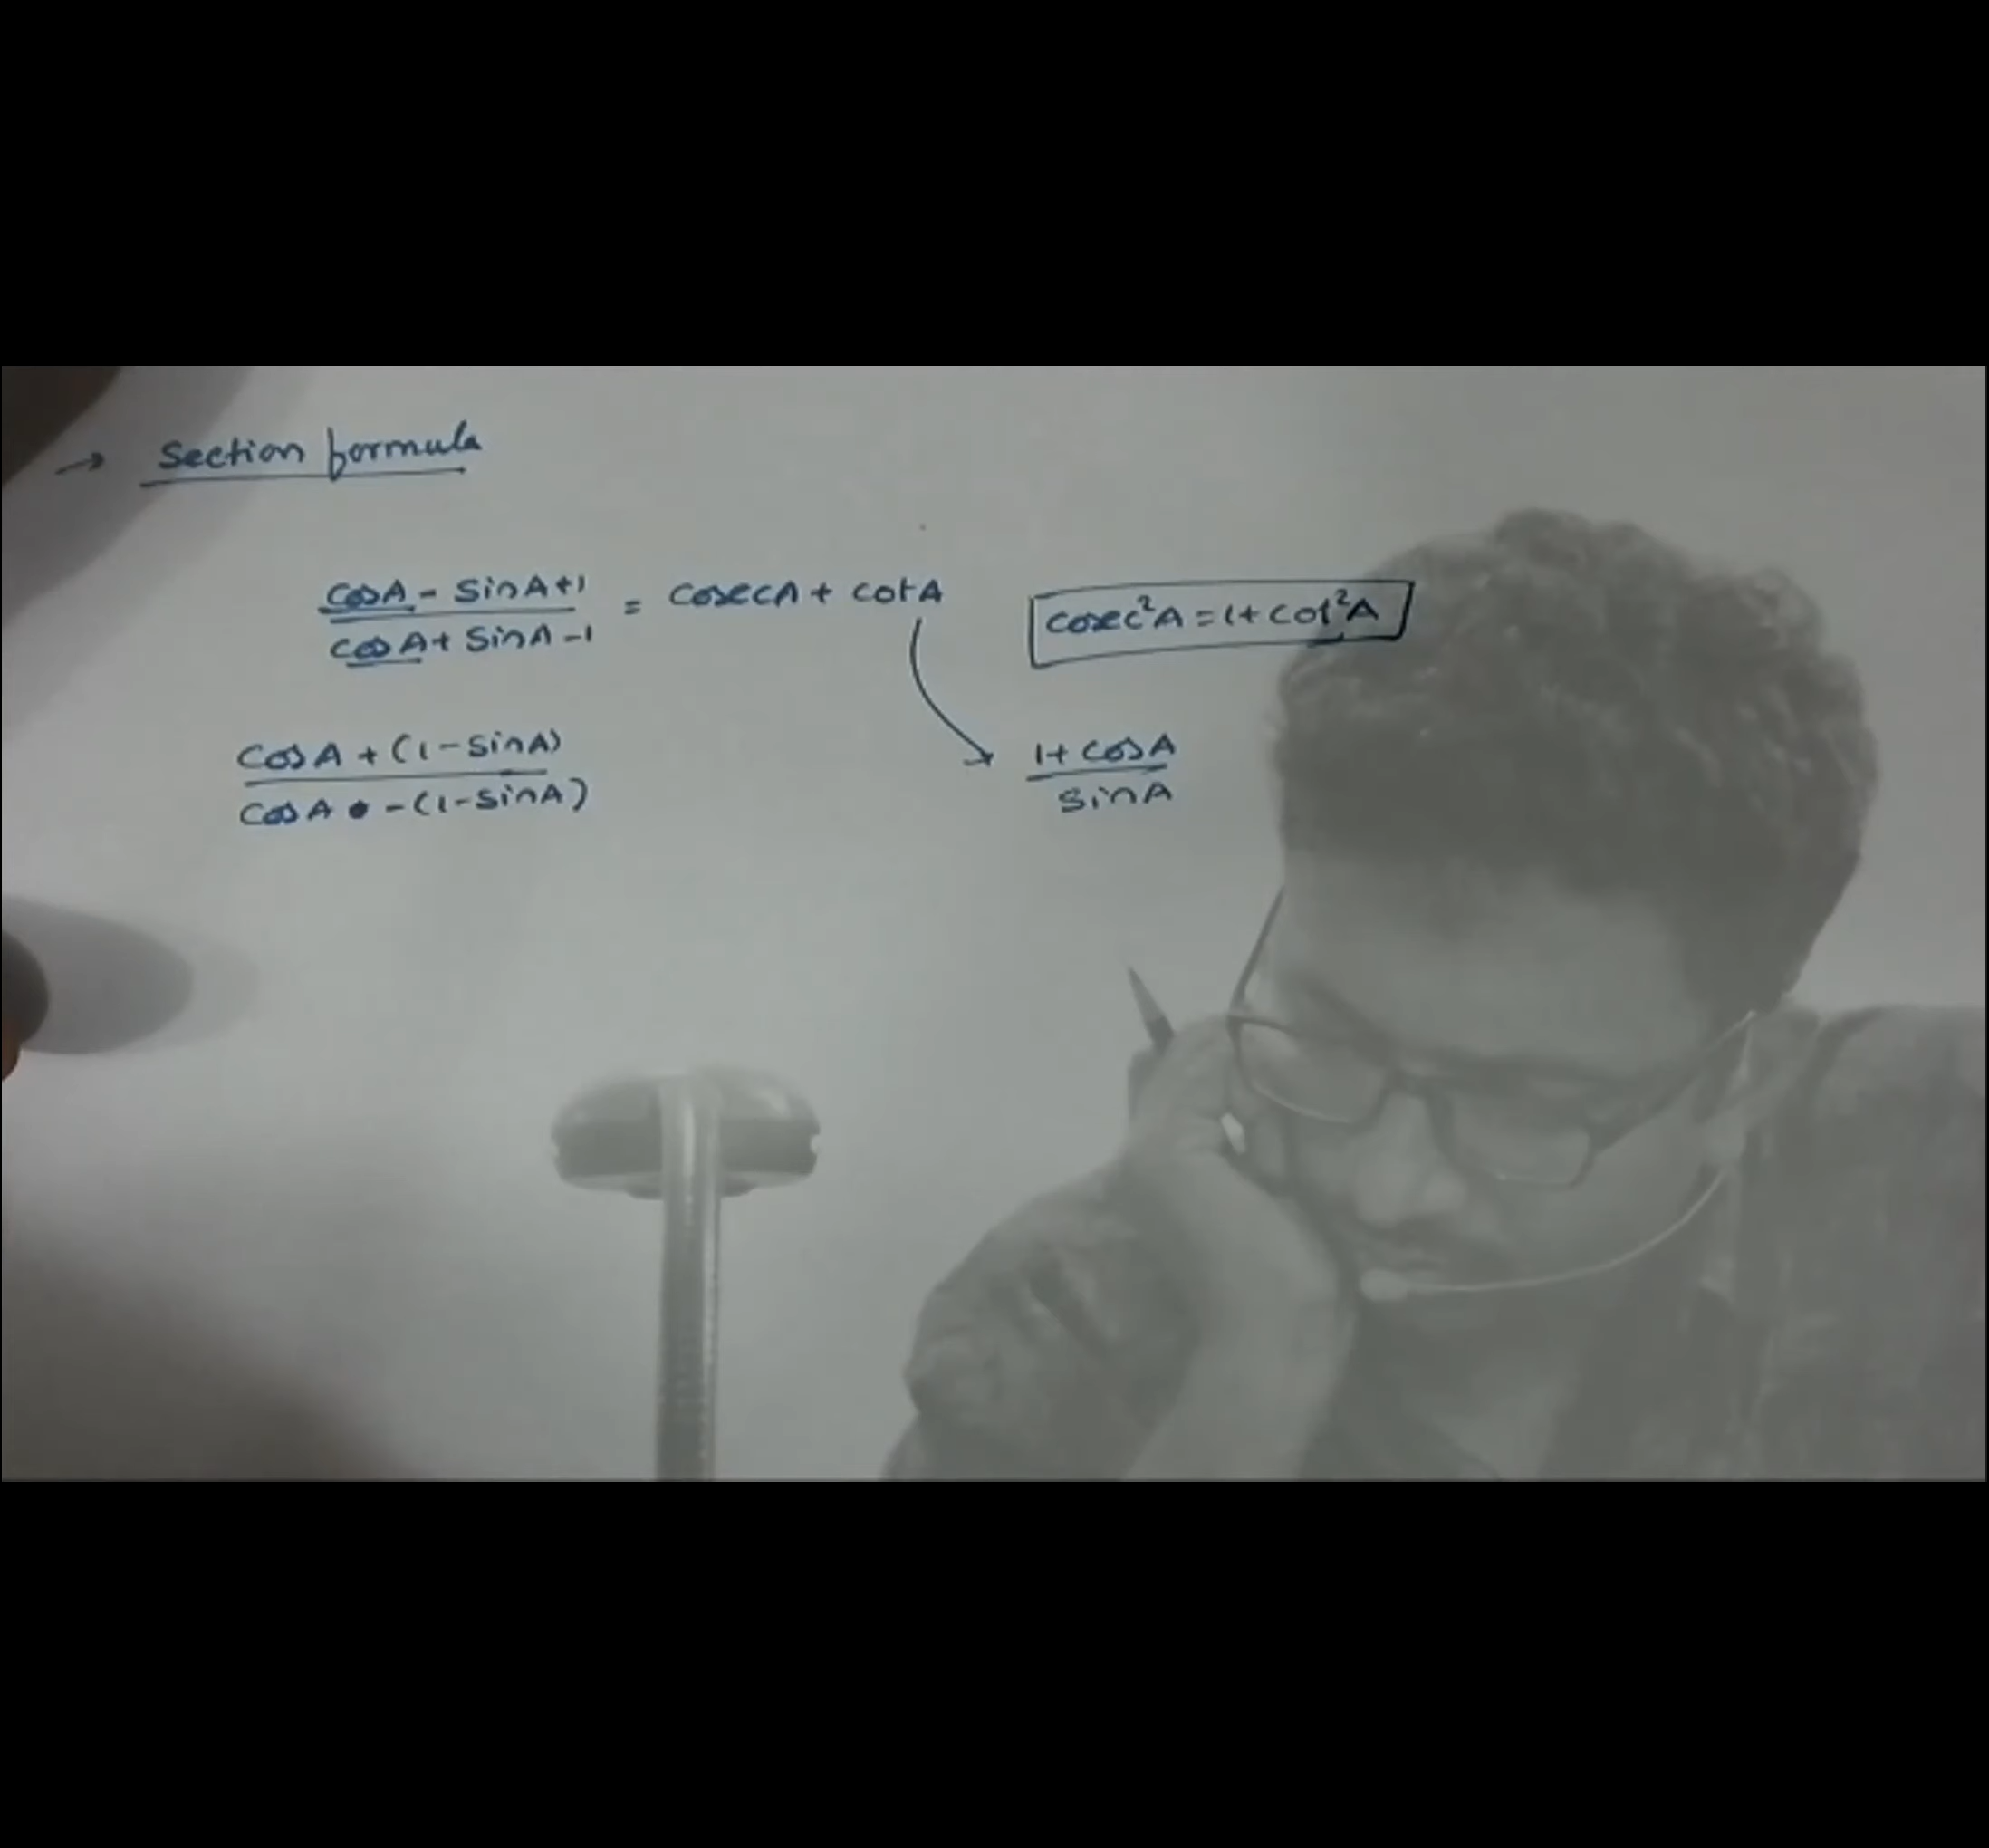 → Section formula
cosA - sinA+1 / cosA + sinA-1 = cosecA + cotA
cosec²A = 1+ cot²A
cosA + (1-sinA) / cosA - (1-sinA)
1+ cosA / sinA